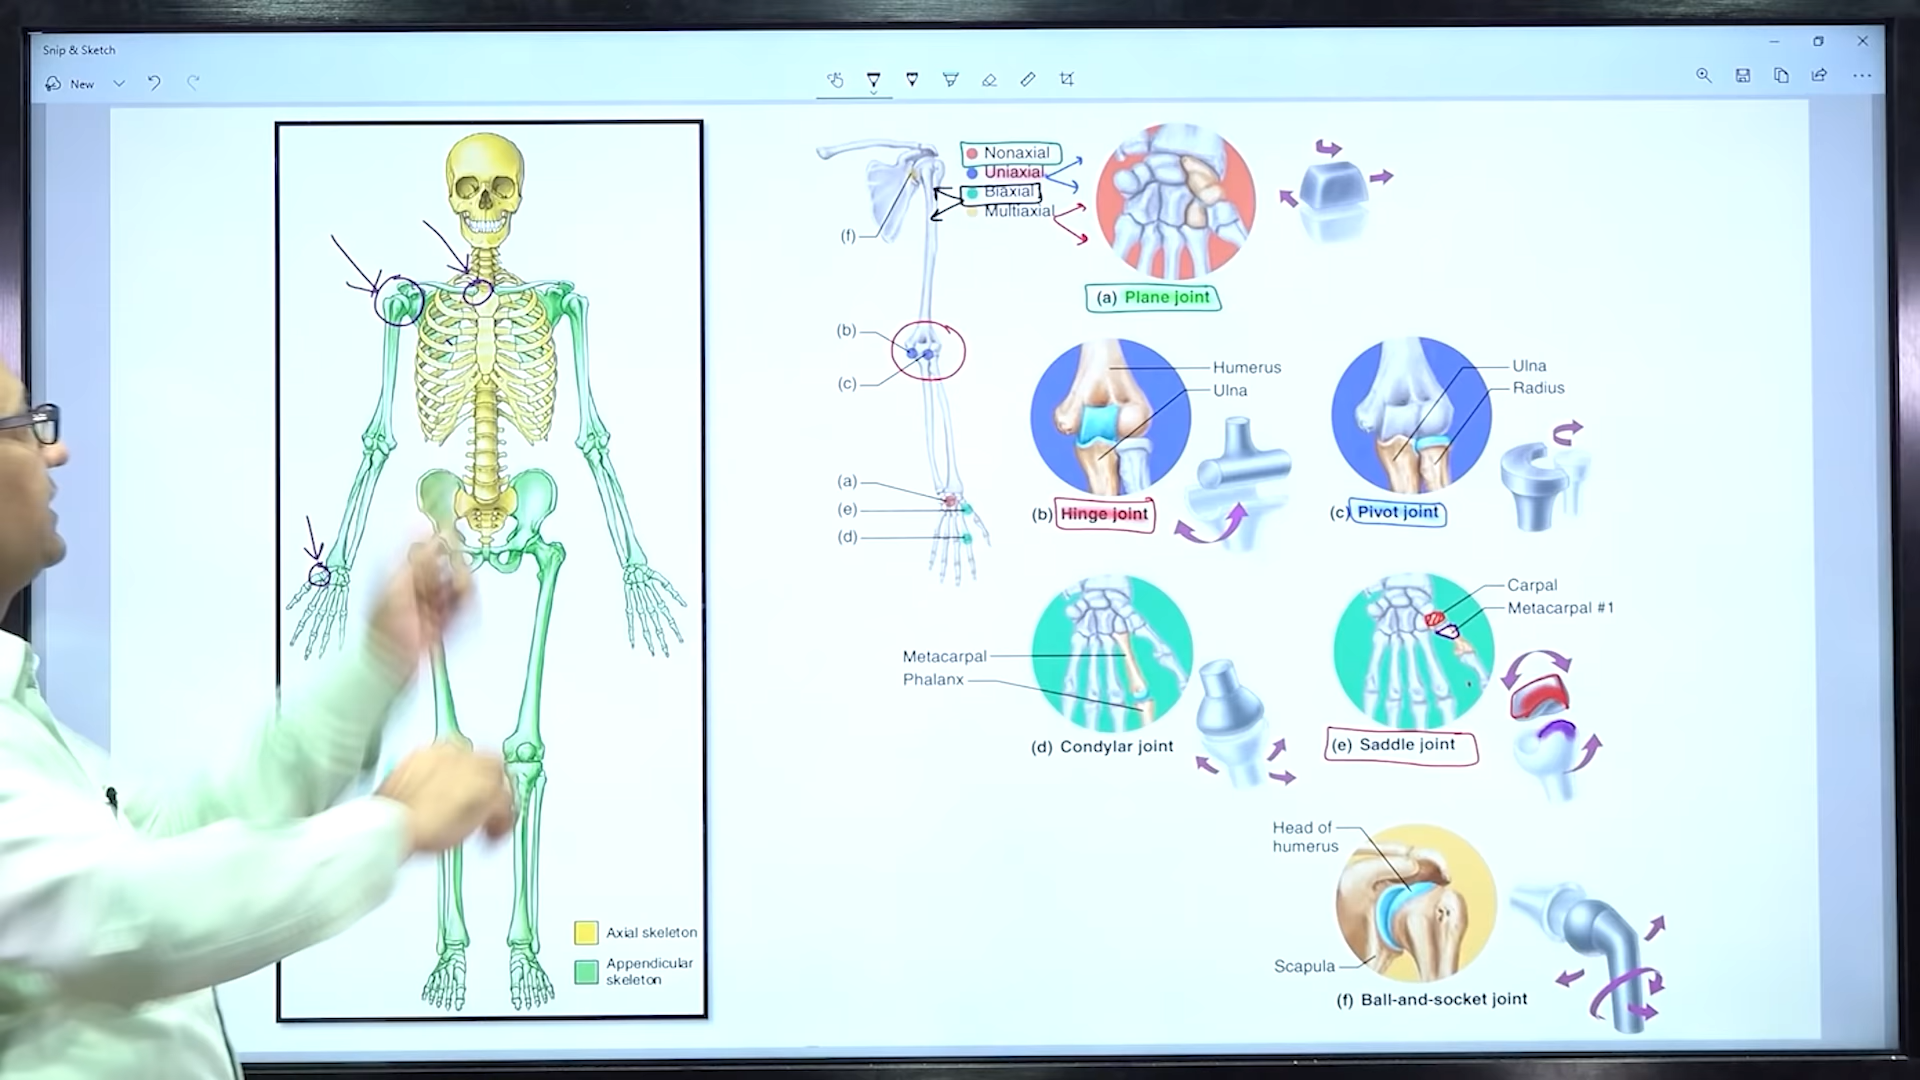 Snip & Sketch
New
Nonaxial
Uniaxial
Biaxial
Multiaxial
(f)
(a) Plane joint
(b)
(c)
Humerus
Ulna
Ulna
Radius
(a)
(e)
(d)
(b) Hinge joint
(c) Pivot joint
Carpal
Metacarpal #1
Metacarpal
Phalanx
(d) Condylar joint
(e) Saddle joint
Head of
humerus
Scapula
(f) Ball-and-socket joint
Axial skeleton
Appendicular
skeleton